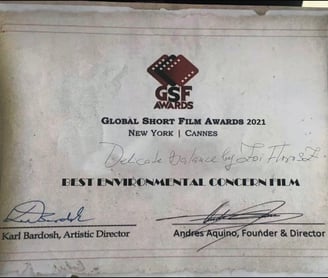 GSF
AWARDS
GLOBAL SHORT FILM AWARDS 2021
NEW YORK | CANNES
Delicate Balance by
BEST ENVIRONMENTAL CONCERN FILM
Karl Bardosh, Artistic Director
Andres Aquino, Founder & Director